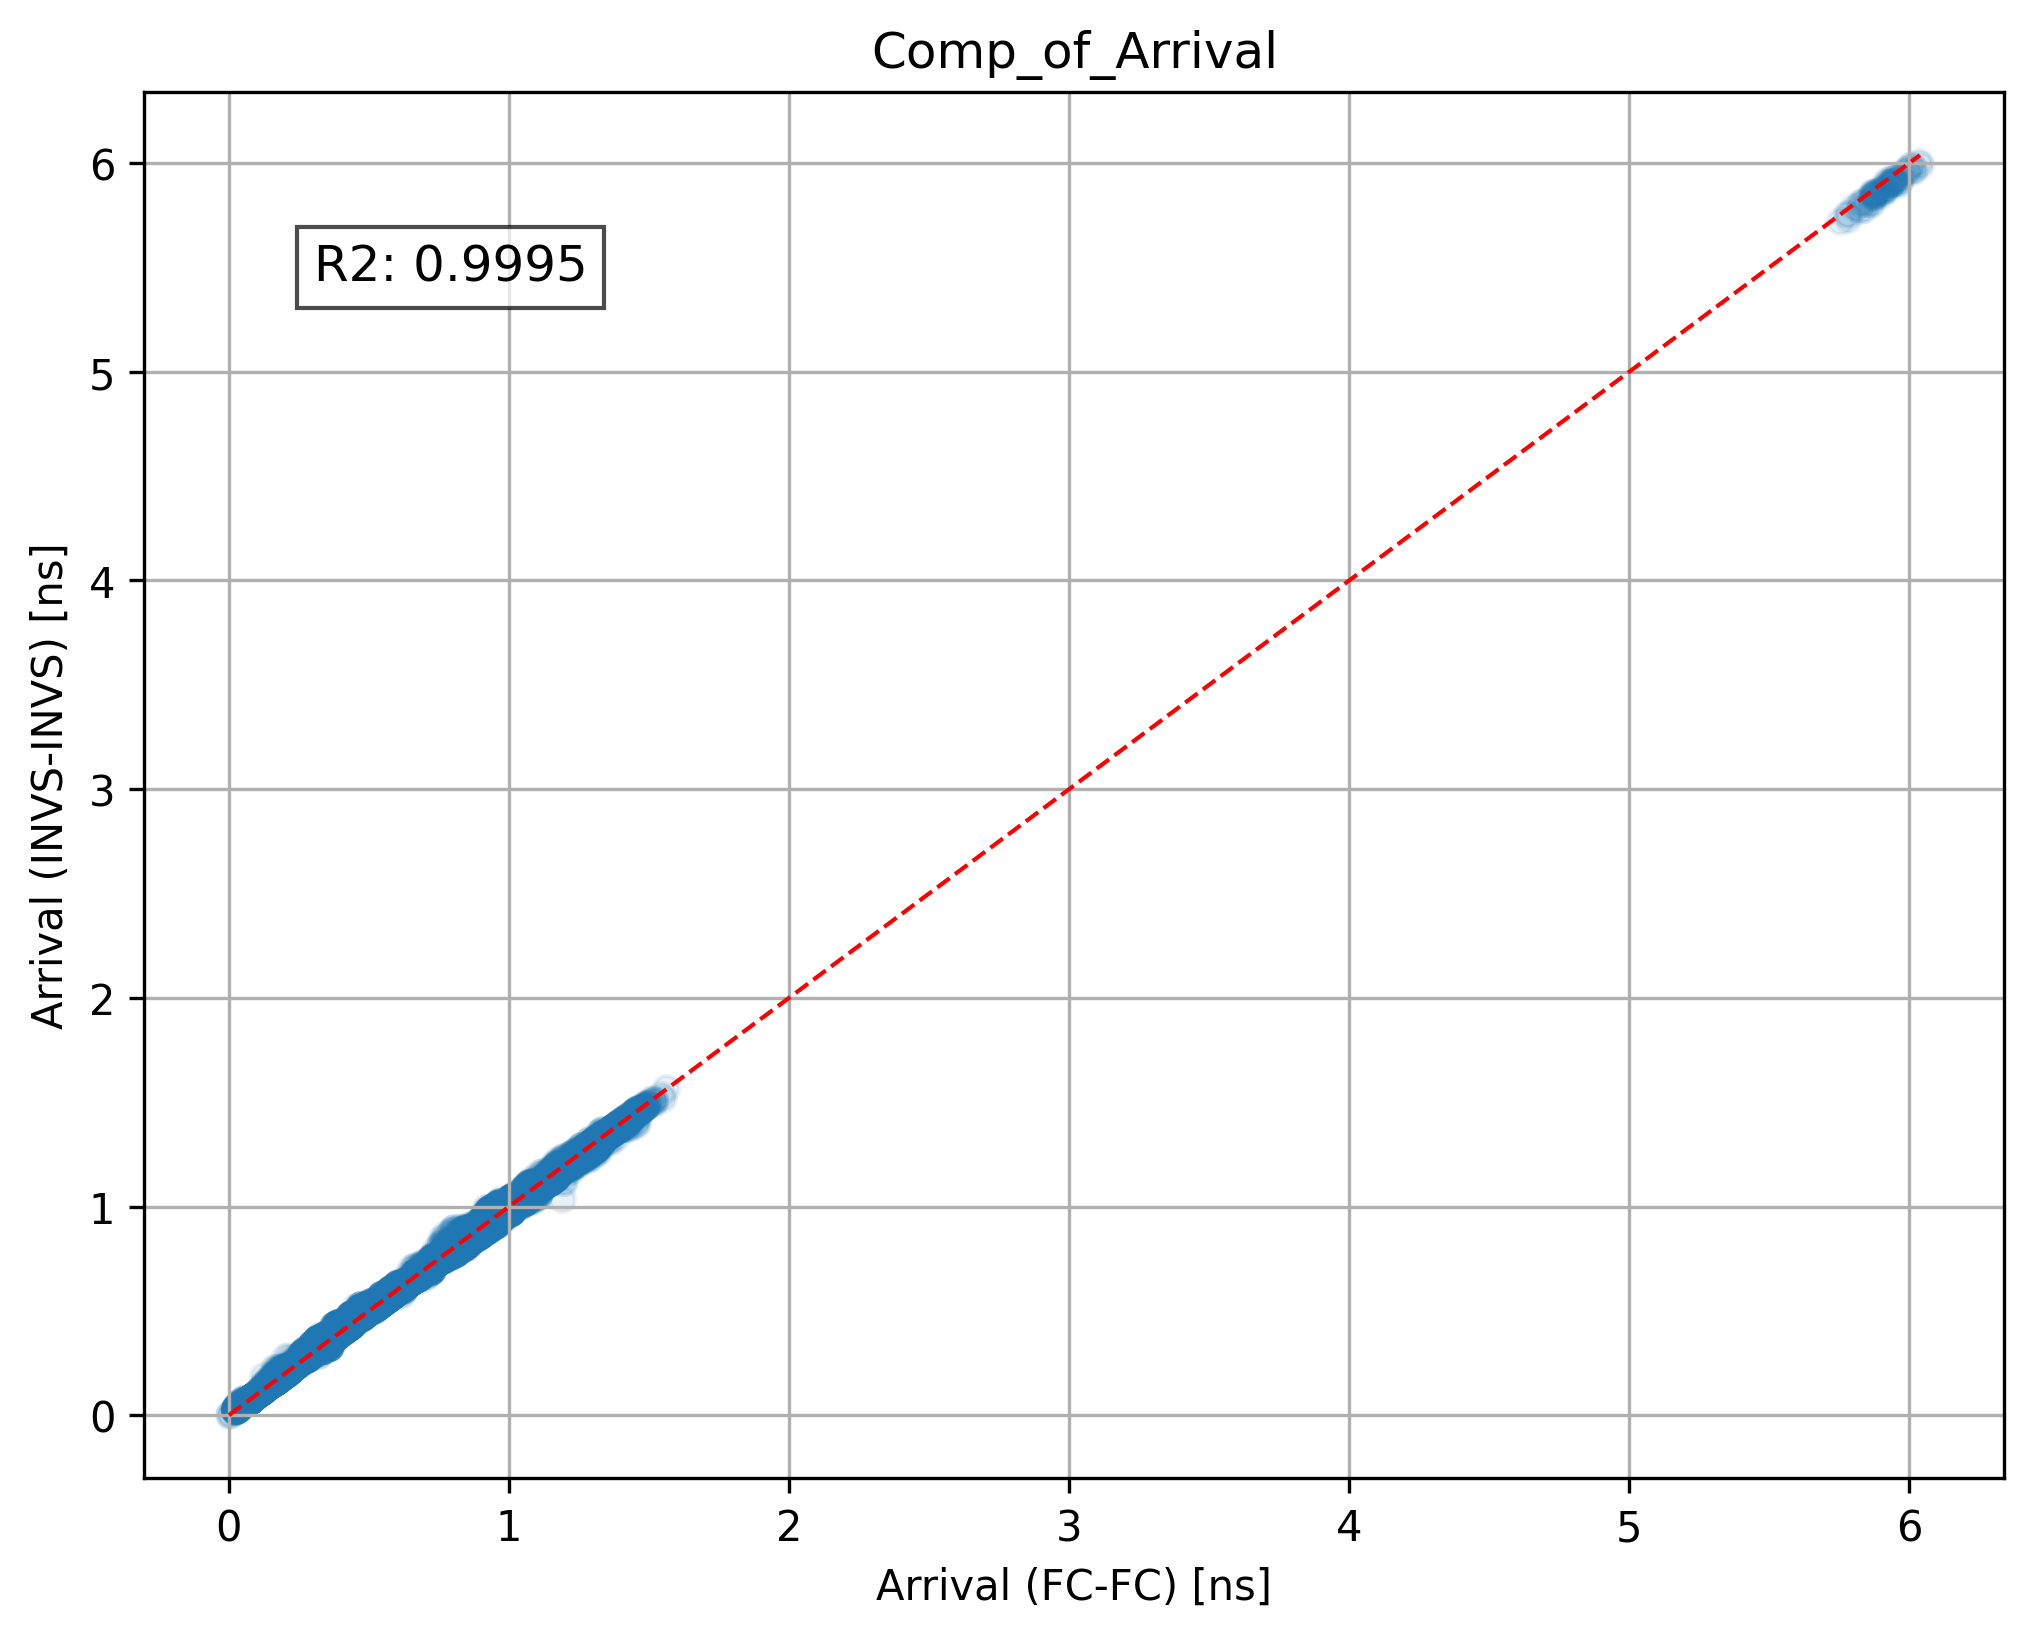 Comp_of_Arrival
R2: 0.9995
6
5
4
3
2
1
0
Arrival (INVS-INVS) [ns]
0 1 2 3 4 5 6
Arrival (FC-FC) [ns]